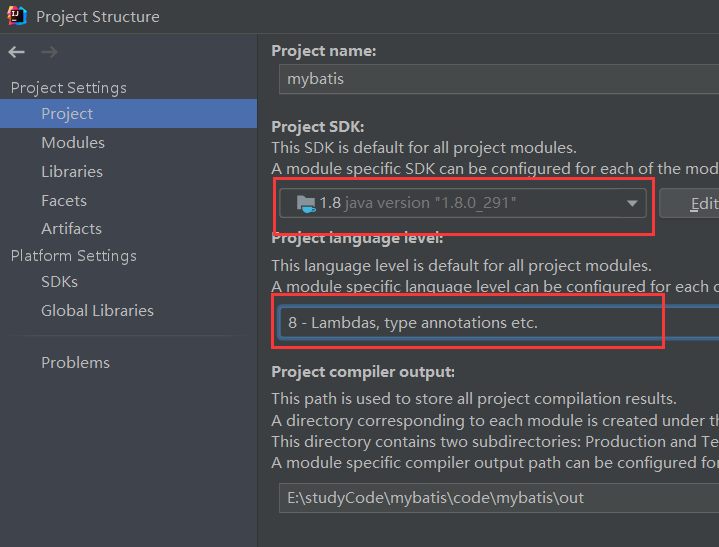 Project Structure
Project Settings
Project
Modules
Libraries
Facets
Artifacts
Platform Settings
SDKs
Global Libraries
Problems
Project name:
mybatis
Project SDK:
This SDK is default for all project modules.
A module specific SDK can be configured for each of the mod
1.8 java version "1.8.0_291"
Edit
Project language level:
This language level is default for all project modules.
A module specific language level can be configured for each o
8 - Lambdas, type annotations etc.
Project compiler output:
This path is used to store all project compilation results.
A directory corresponding to each module is created under th
This directory contains two subdirectories: Production and Te
A module specific compiler output path can be configured for
E:\studyCode\mybatis\code\mybatis\out